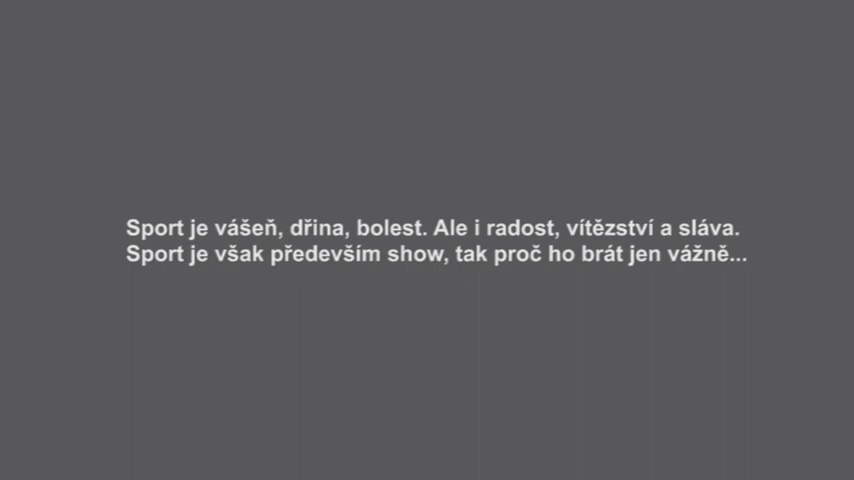 Sport je vášeň, dřina, bolest. Ale i radost, vítězství a sláva.
Sport je však především show, tak proč ho brát jen vážně...